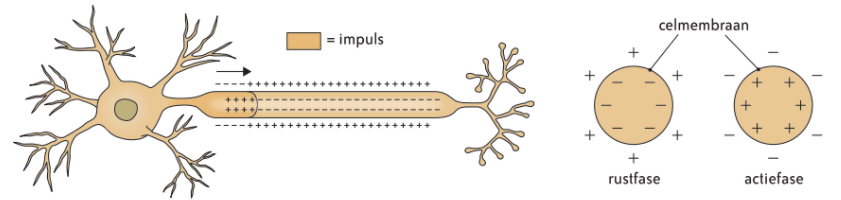 = impuls
celmembraan
rustfase
actiefase